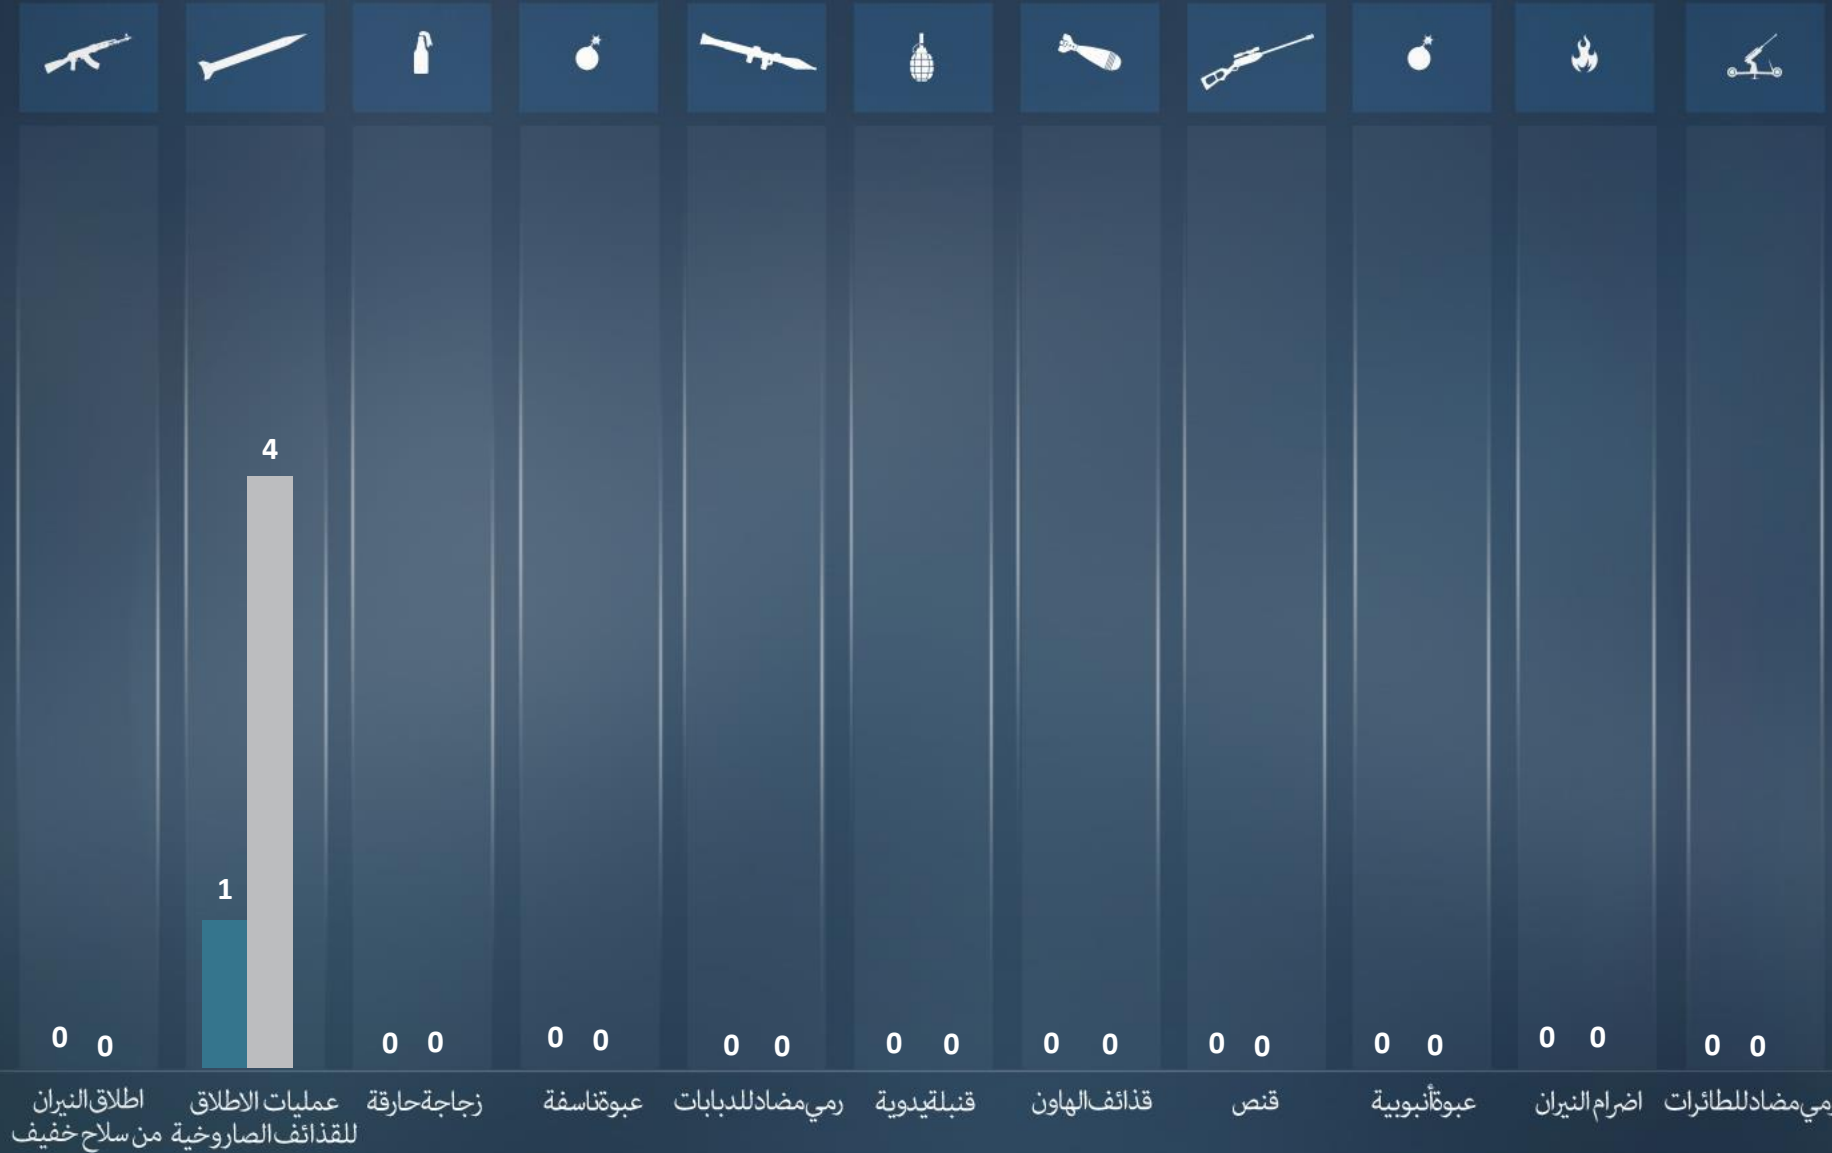 4
1
0 0
0 0
0 0
0 0
0 0
0 0
0 0
0 0
0 0
0 0
اطلاق النيران
من سلاح خفيف
عمليات الاطلاق
للقذائف الصاروخية
زجاجة حارقة
عبوة ناسفة
رمي مضاد للدبابات
قنبلة يدوية
قذائف الهاون
قنص
عبوة أنبوبية
اضرام النيران
مي مضاد للطائرات